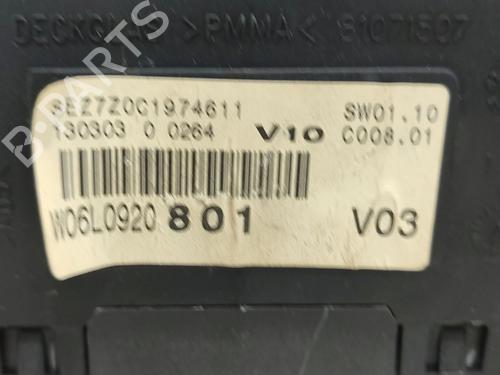 DECKGLAS >PMMA< 81071507
SEZ7Z0C1974611 SW01.10
130303 0 0264 V10 C008.01
W06L0920 801 V03
B-PARTS